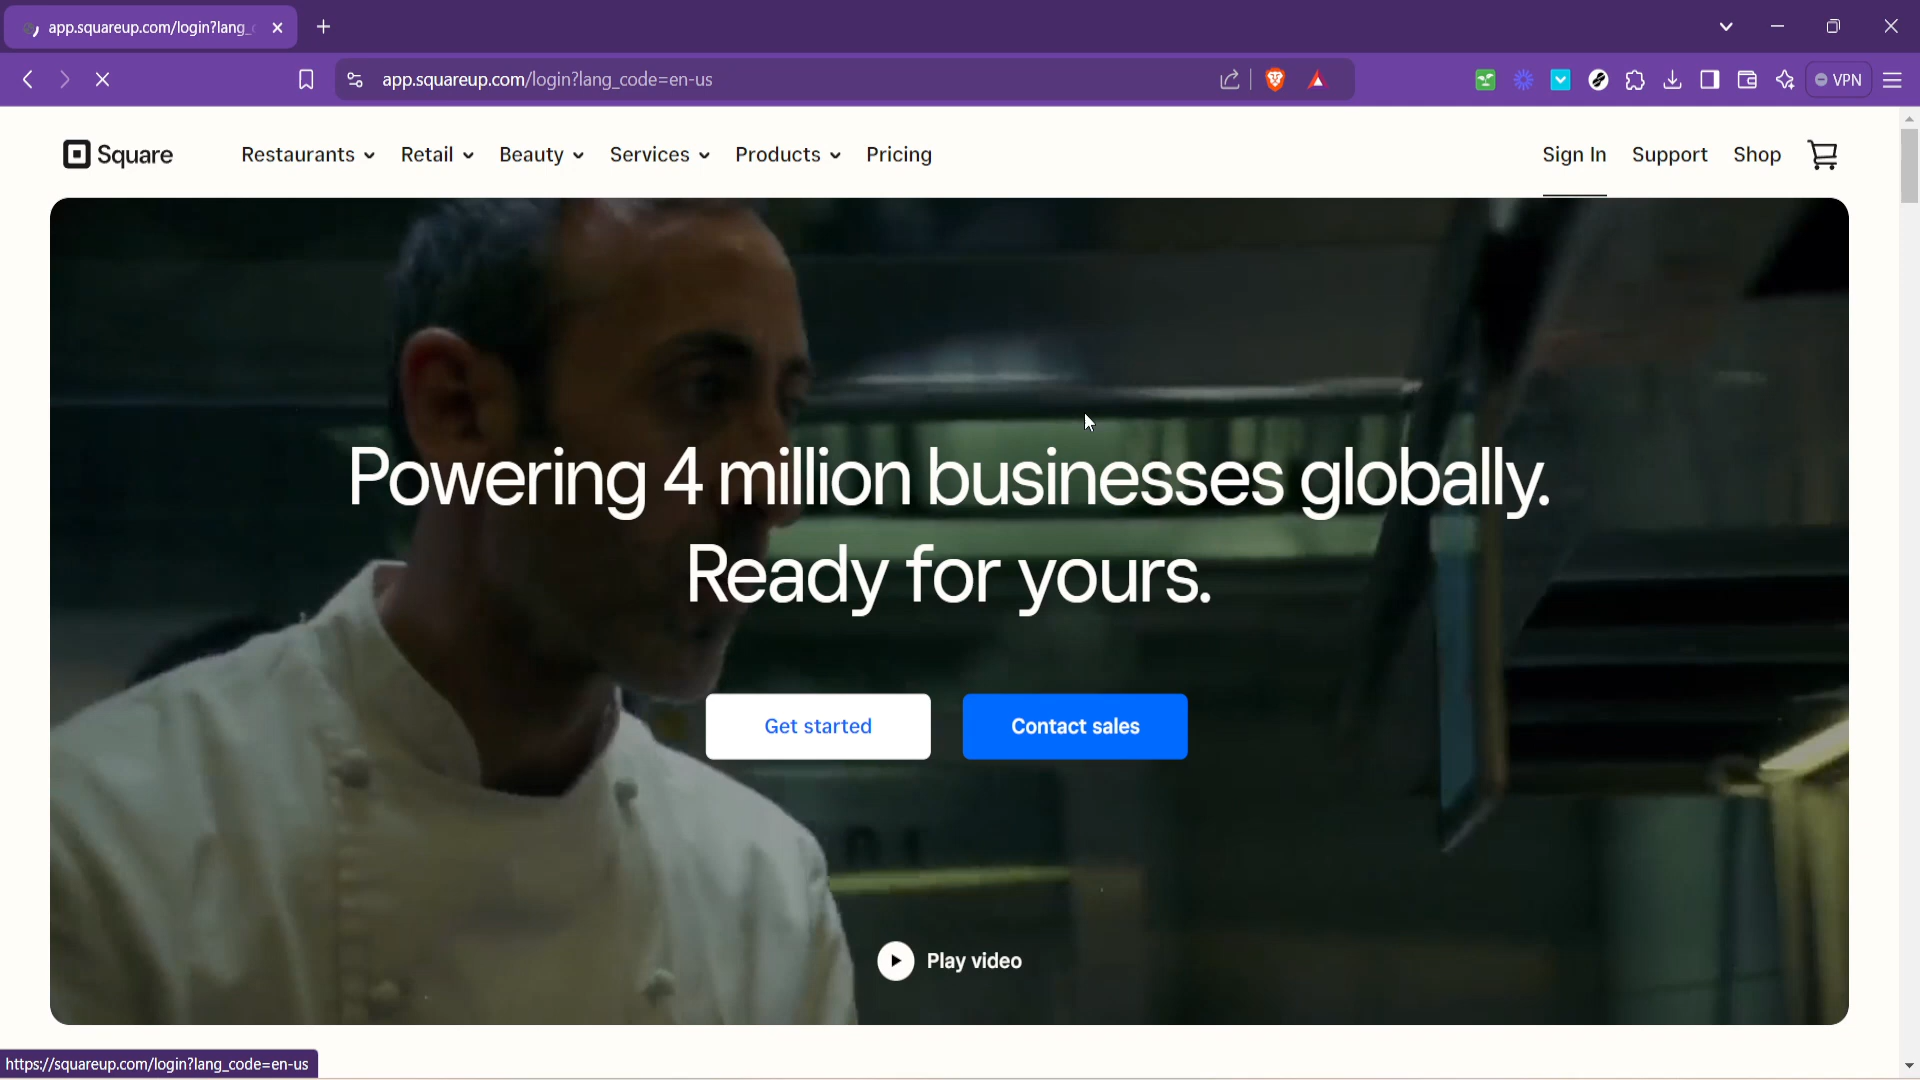 app.squareup.com/login?lang_
app.squareup.com/login?lang_code=en-us
VPN
Square
Restaurants
Retail
Beauty
Services
Products
Pricing
Sign In
Support
Shop
Powering 4 million businesses globally.
Ready for yours.
Get started
Contact sales
Play video
https://squareup.com/login?lang_code=en-us